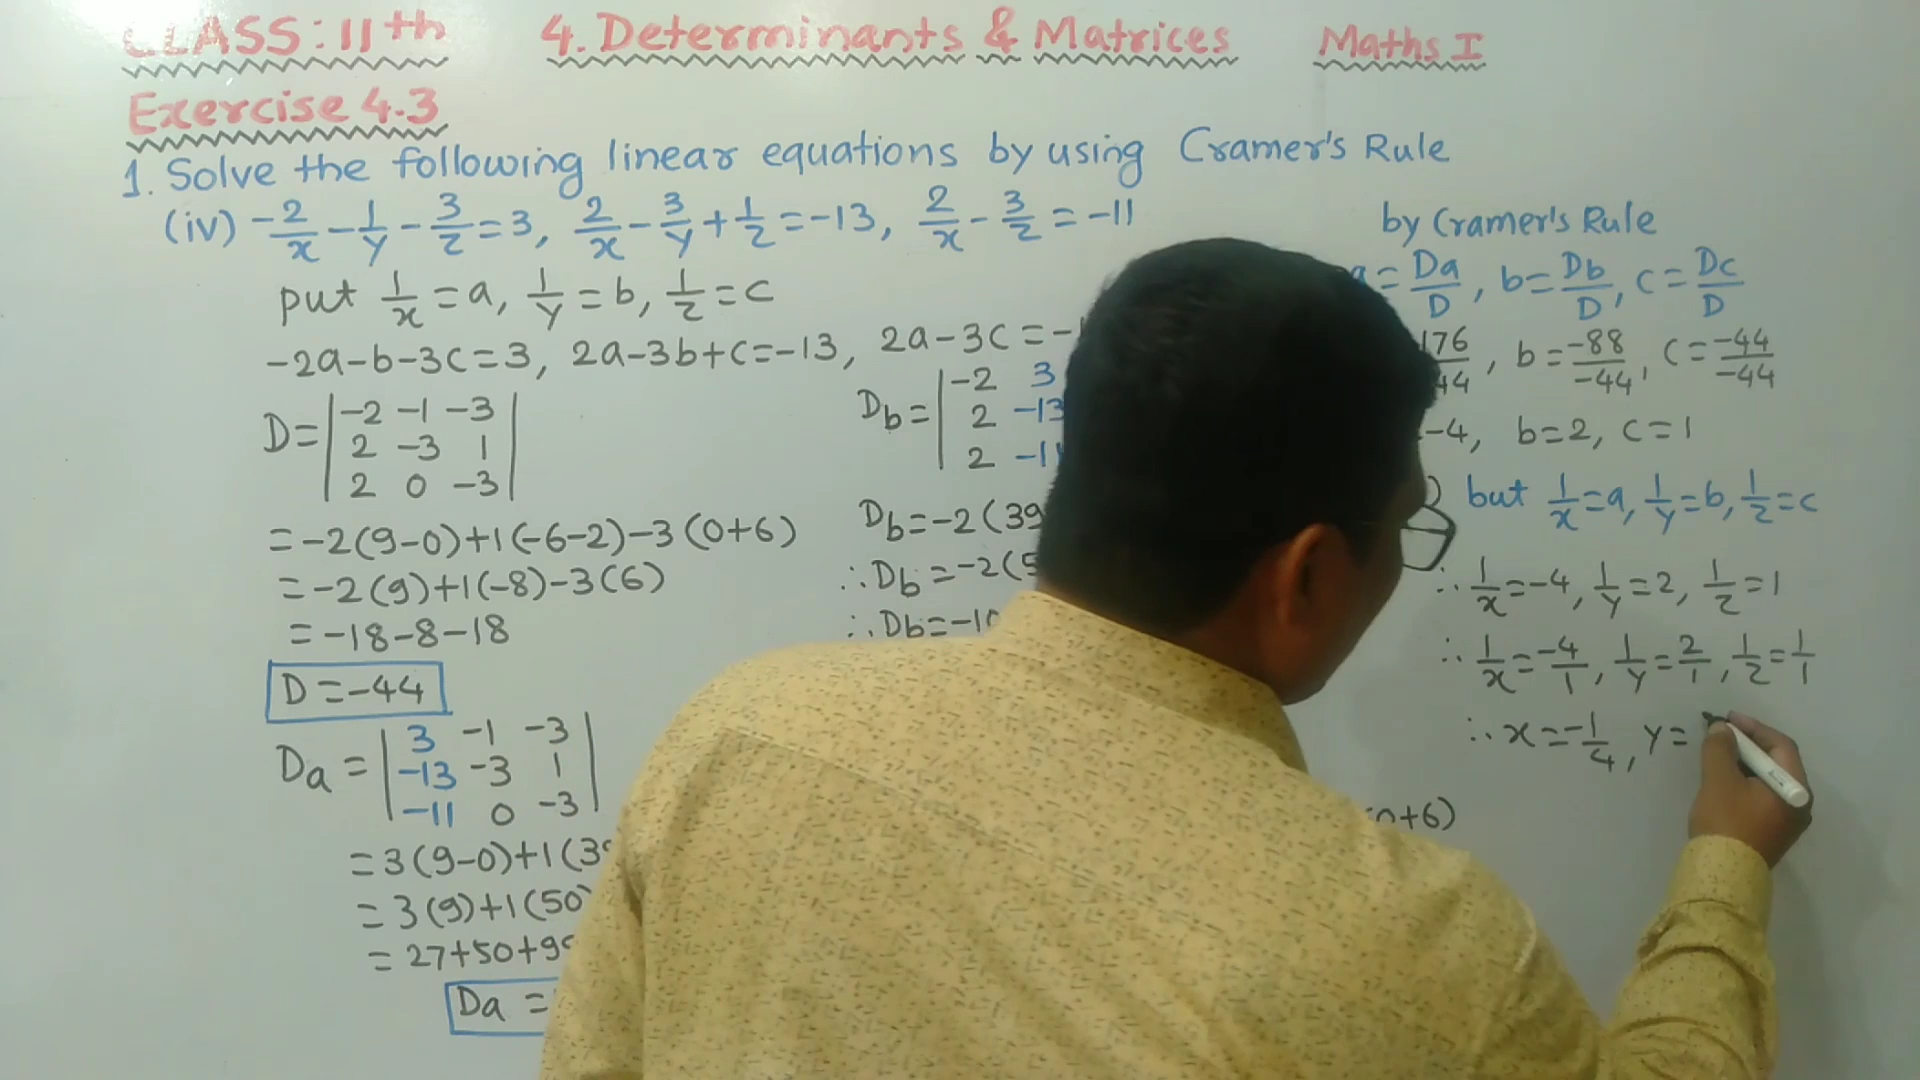 CLASS: 11th 4. Determinants & Matrices Maths I
Exercise 4.3
1. Solve the following linear equations by using Cramer's Rule
(iv) -2/x - 1/y - 3/z = 3, 2/x - 3/y + 1/z = -13, 2/x - 3/z = -11
put 1/x = a, 1/y = b, 1/z = c
-2a-b-3c=3, 2a-3b+c=-13, 2a-3c=-
D = | -2 -1 -3 |
2 -3 1
2 0 -3
= -2(9-0)+1(-6-2)-3(0+6)
= -2(9)+1(-8)-3(6)
= -18-8-18
D = -44
Da = | 3 -1 -3 |
-13 -3 1
-11 0 -3
= 3(9-0)+1(39
= 3(9)+1(50)
= 27+50+99
Da =
Db = | -2 3
2 -13
2 -11
Db = -2(39
∴ Db = -2(5
∴ Db = -10
0+6)
by Cramer's Rule
a = Da/D, b = Db/D, c = Dc/D
176/44, b = -88/-44, c = -44/-44
-4, b=2, c=1
but 1/x = a, 1/y = b, 1/z = c
∴ 1/x = -4, 1/y = 2, 1/z = 1
∴ 1/x = -4/1, 1/y = 2/1, 1/z = 1/1
∴ x = -1/4, y =